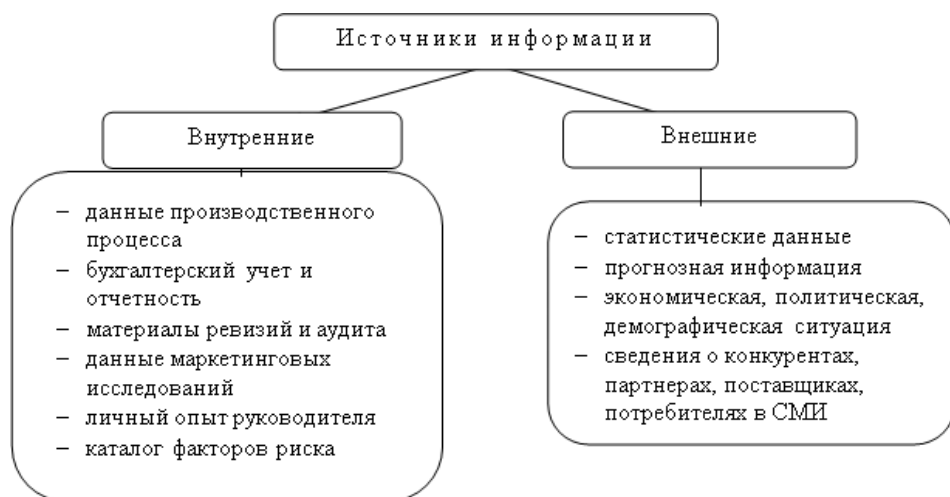 Источники информации
Внутренние
Внешние
– данные производственного
процесса
– бухгалтерский учет и
отчетность
– материалы ревизий и аудита
– данные маркетинговых
исследований
– личный опыт руководителя
– каталог факторов риска
– статистические данные
– прогнозная информация
– экономическая, политическая,
демографическая ситуация
– сведения о конкурентах,
партнерах, поставщиках,
потребителях в СМИ